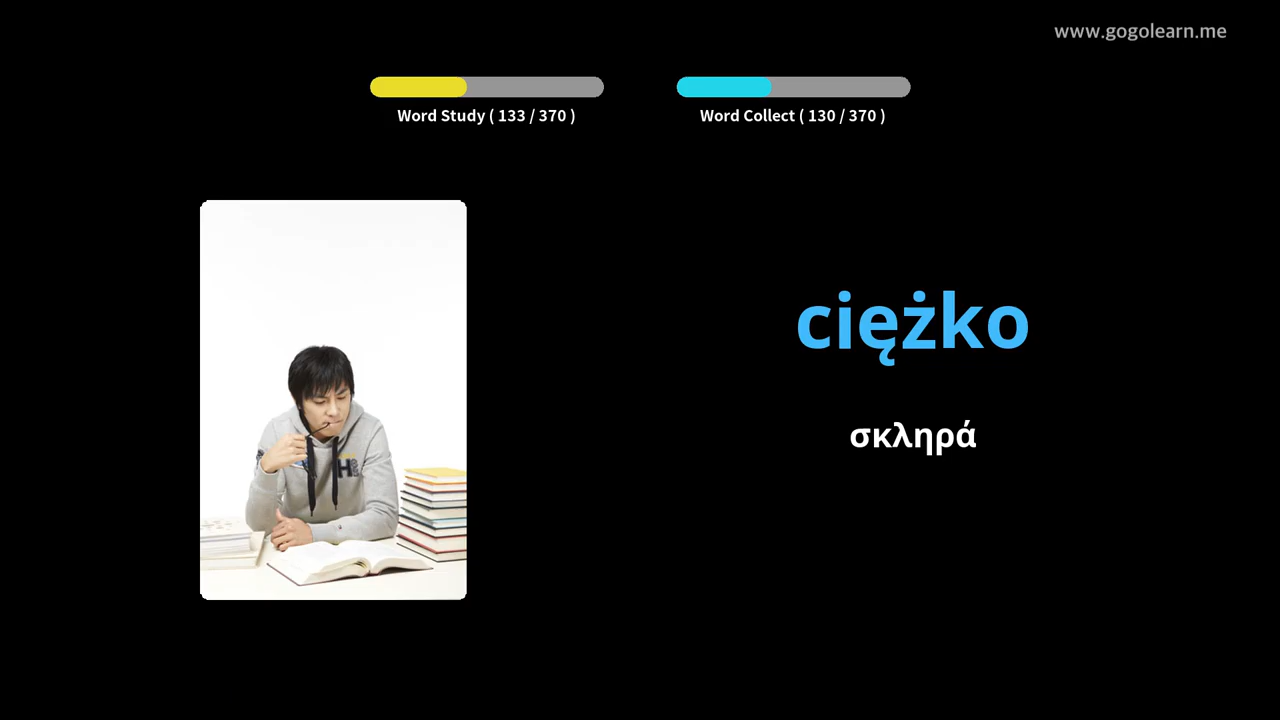 www.gogolearn.me
Word Study ( 133 / 370 )
Word Collect ( 130 / 370 )
ciężko
σκληρά
H